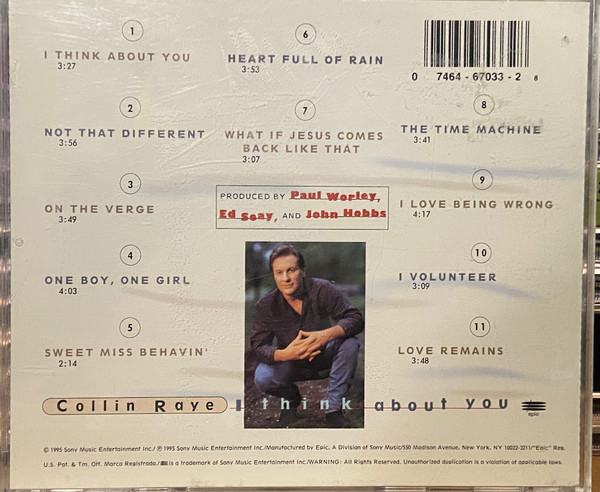 1
I THINK ABOUT YOU
3:27
2
NOT THAT DIFFERENT
3:56
3
ON THE VERGE
3:49
4
ONE BOY, ONE GIRL
4:03
5
SWEET MISS BEHAVIN'
2:14
6
HEART FULL OF RAIN
3:53
7
WHAT IF JESUS COMES
BACK LIKE THAT
3:07
PRODUCED BY Paul Worley,
Ed Seay, AND John Hobbs
0 7464-67033-2 6
8
THE TIME MACHINE
3:41
9
I LOVE BEING WRONG
4:17
10
I VOLUNTEER
3:09
11
LOVE REMAINS
3:48
Collin Raye I think about you epic
© 1995 Sony Music Entertainment Inc./ ℗ 1995 Sony Music Entertainment Inc./Manufactured by Epic, A Division of Sony Music/550 Madison Avenue, New York, NY 10022-3211/"Epic" Reg.
U.S. Pat. & Tm. Off. Marca Registrada./ is a trademark of Sony Music Entertainment Inc./WARNING: All Rights Reserved. Unauthorized duplication is a violation of applicable laws.